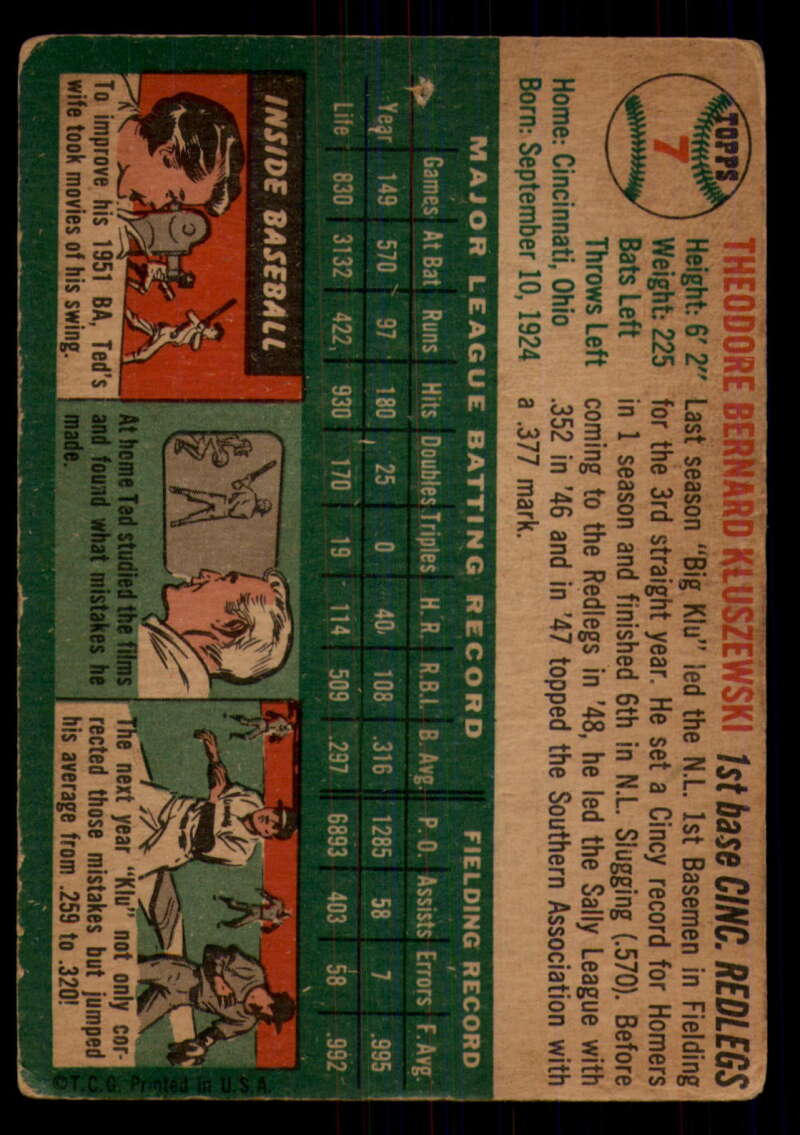 TOPPS
7
THEODORE BERNARD KLUSZEWSKI 1st base CINC. REDLEGS
Height: 6' 2"
Weight: 225
Bats Left
Throws Left
Home: Cincinnati, Ohio
Born: September 10, 1924
Last season "Big Klu" led the N.L. 1st Basemen in Fielding
for the 3rd straight year. He set a Cincy record for Homers
in 1 season and finished 6th in N.L. Slugging (.570). Before
coming to the Redlegs in '48, he led the Sally League with
.352 in '46 and in '47 topped the Southern Association with
a .377 mark.
MAJOR LEAGUE BATTING RECORD FIELDING RECORD
Games At Bat Runs Hits Doubles Triples H.R. R.B.I. B. Avg. P.O. Assists Errors F. Avg.
Year 149 570 97 180 25 0 40 108 .316 1285 58 7 .995
Life 830 3132 422 930 170 19 114 509 .297 6893 403 58 .992
INSIDE BASEBALL
To improve his 1951 BA, Ted's
wife took movies of his swing.
At home Ted studied the films
and found what mistakes he
made.
The next year "Klu" not only cor-
rected those mistakes but jumped
his average from .259 to .320!
©T.C.G. Printed in U.S.A.